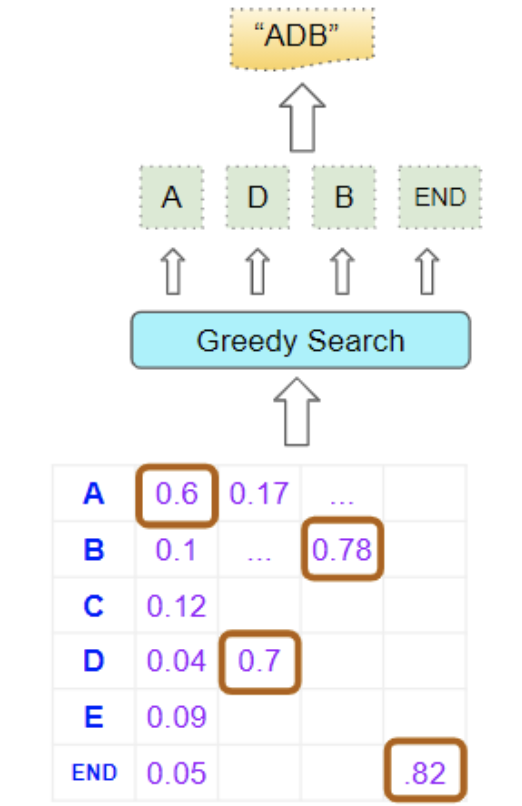 “ADB”
A D B END
Greedy Search
A 0.6 0.17 ...
B 0.1 ... 0.78
C 0.12
D 0.04 0.7
E 0.09
END 0.05 .82